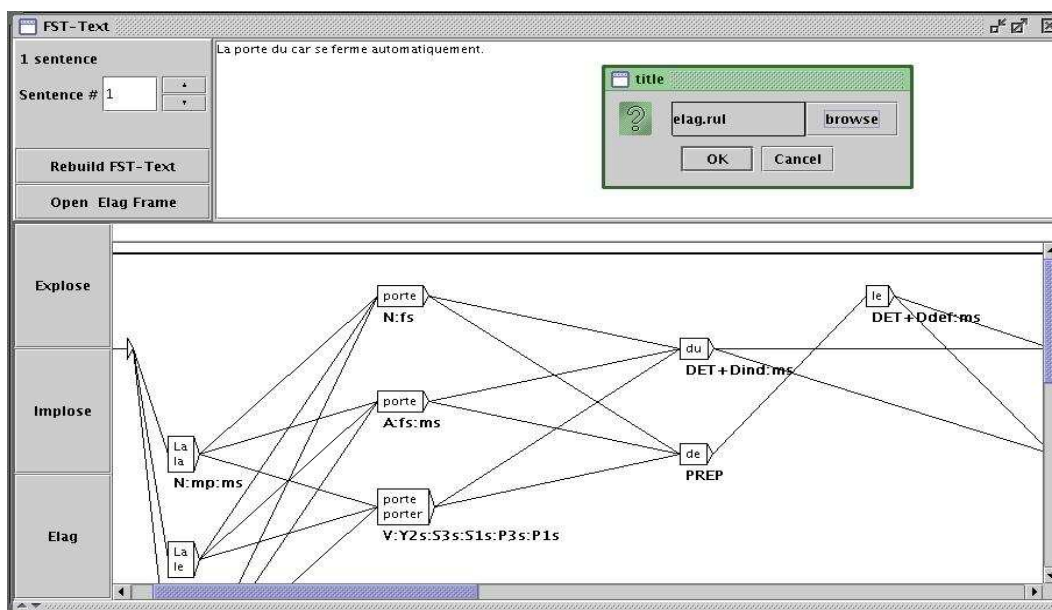 FST-Text
1 sentence
Sentence # 1
Rebuild FST-Text
Open Elag Frame
La porte du car se ferme automatiquement.
title
elag.rul
browse
OK
Cancel
Explose
Implose
Elag
La
la
N:mp:ms
La
le
porte
N:fs
porte
A:fs:ms
porte
porter
V:Y2s:S3s:S1s:P3s:P1s
du
DET+Dind:ms
de
PREP
le
DET+Ddef:ms